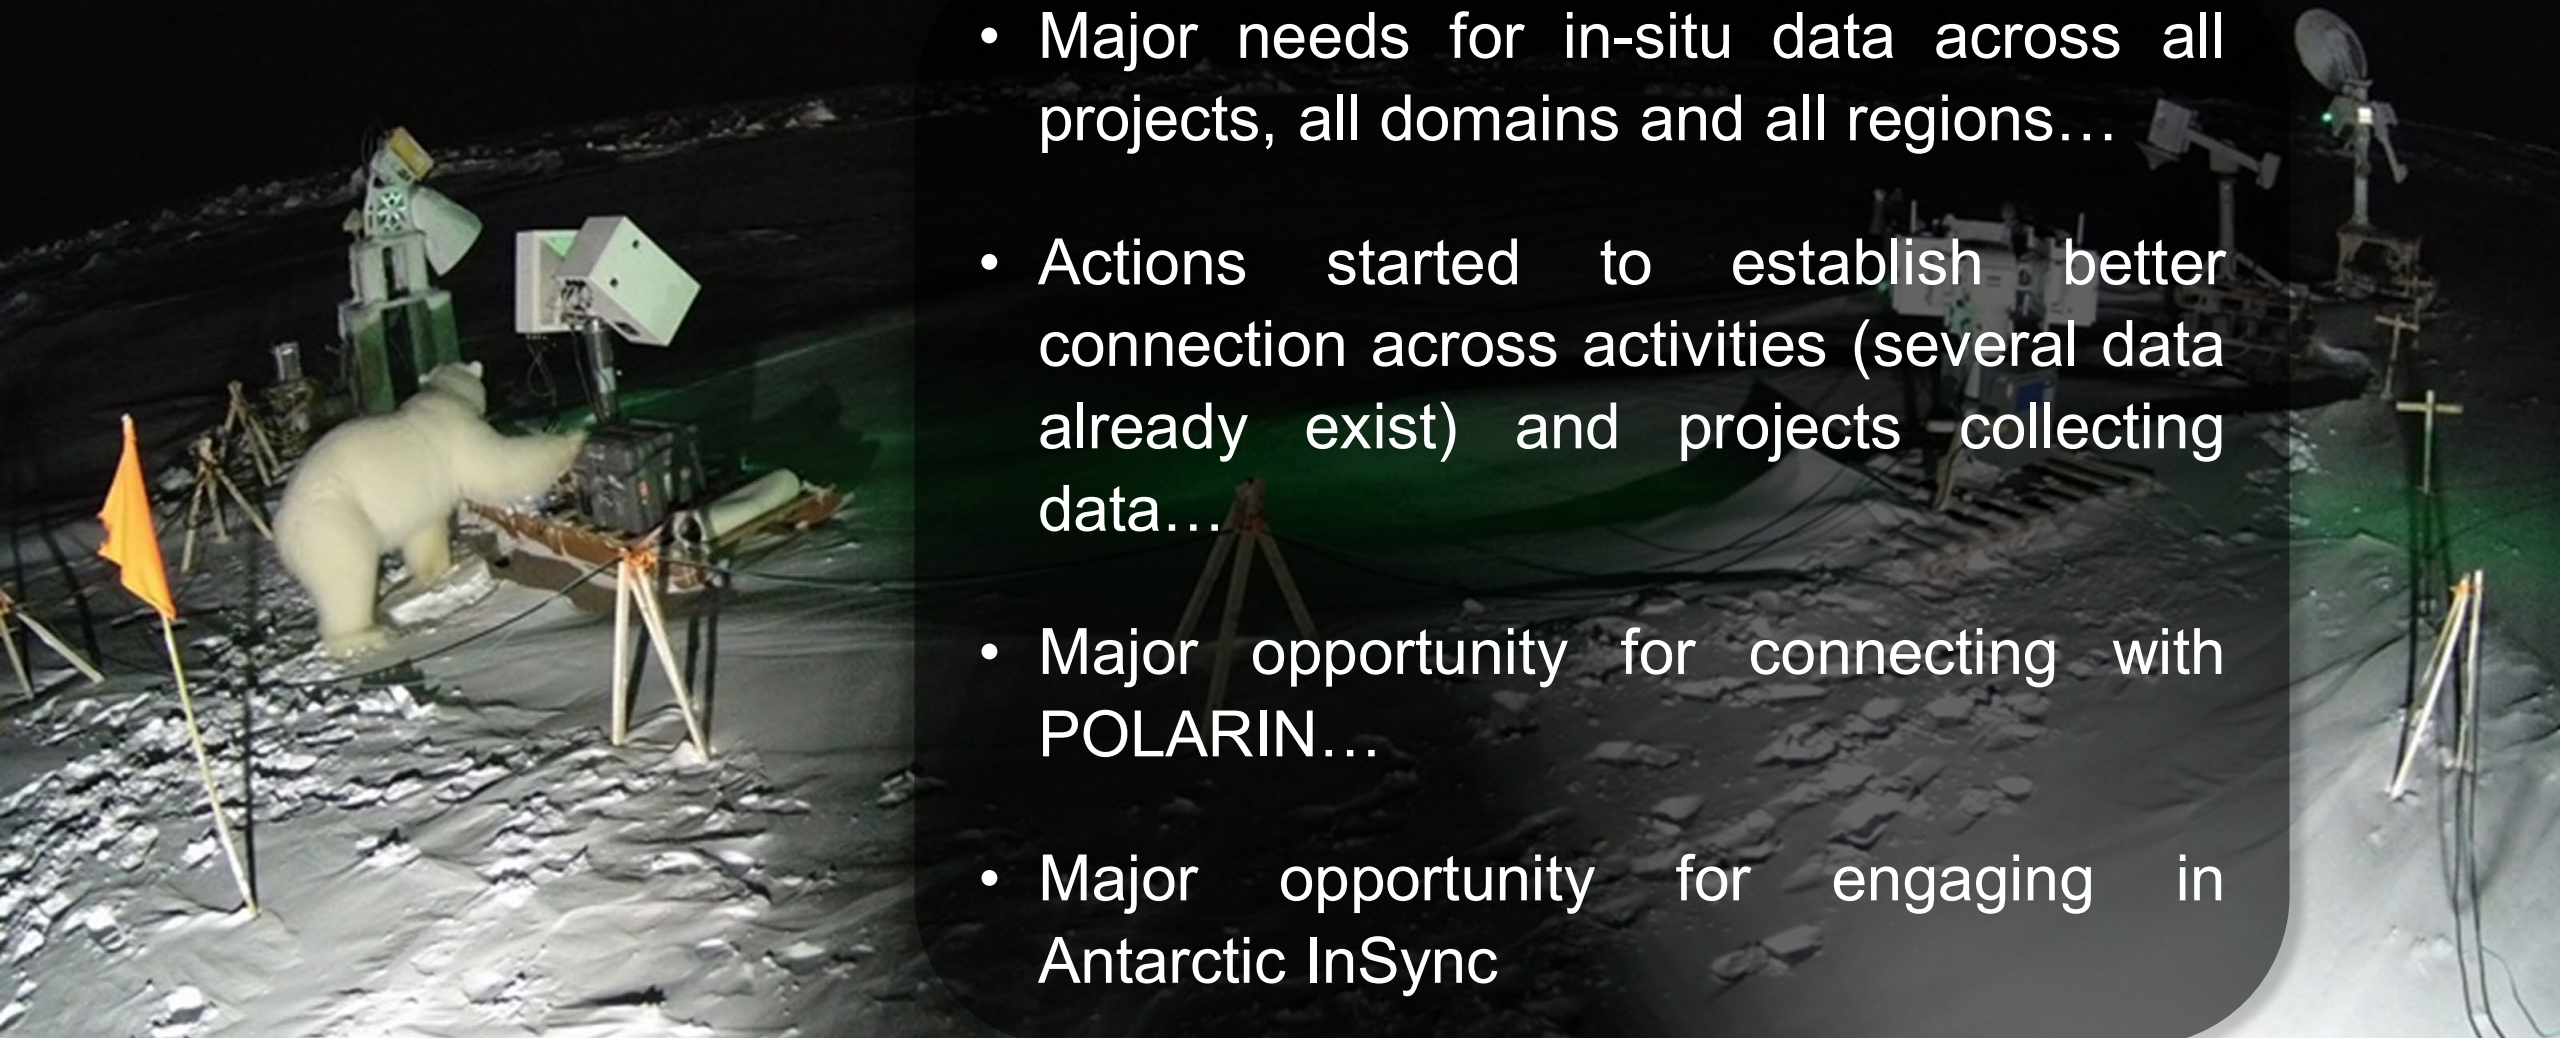 • Major needs for in-situ data across all
projects, all domains and all regions…
• Actions started to establish better
connection across activities (several data
already exist) and projects collecting
data…
• Major opportunity for connecting with
POLARIN…
• Major opportunity for engaging in
Antarctic InSync